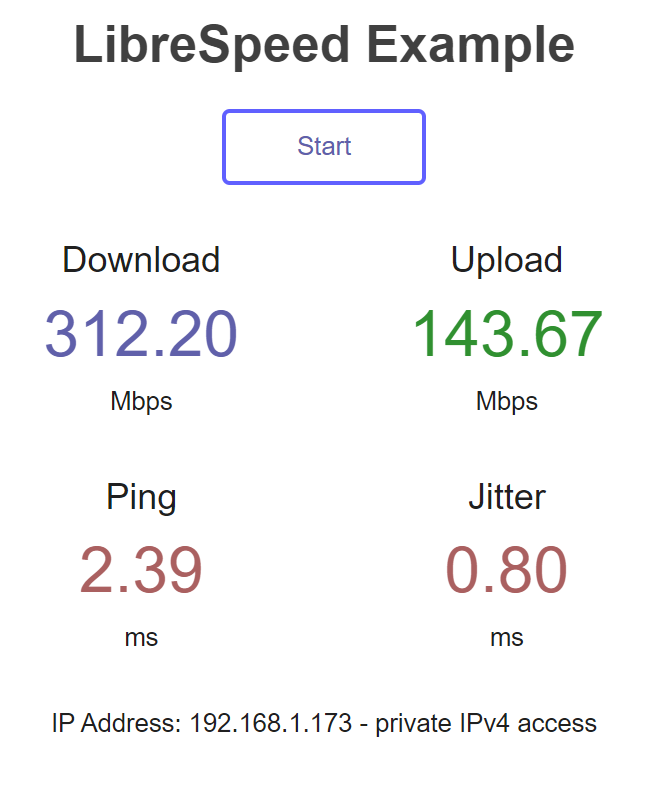 LibreSpeed Example
Start
Download
312.20
Mbps
Upload
143.67
Mbps
Ping
2.39
ms
Jitter
0.80
ms
IP Address: 192.168.1.173 - private IPv4 access